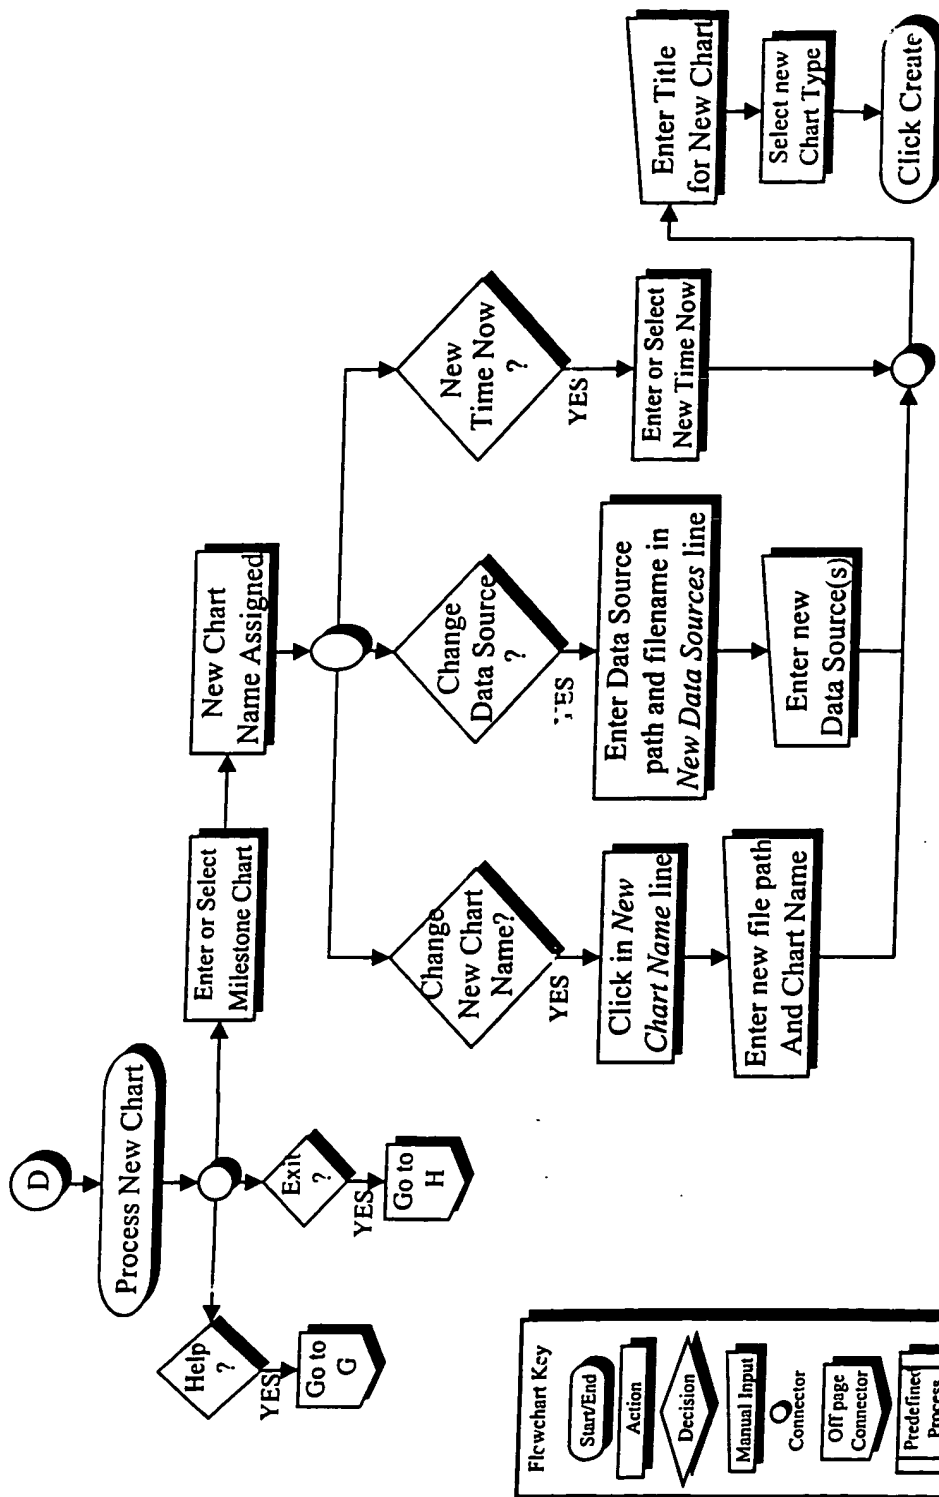 D
Process New Chart
Help
?
YES
Go to
G
Exit
?
YES
Go to
H
Enter or Select
Milestone Chart
New Chart
Name Assigned
Change
New Chart
Name?
YES
Click in New
Chart Name line
Enter new file path
And Chart Name
Change
Data Source
?
YES
Enter Data Source
path and filename in
New Data Sources line
Enter new
Data Source(s)
New
Time Now
?
YES
Enter or Select
New Time Now
Enter Title
for New Chart
Select new
Chart Type
Click Create
Flowchart Key
Start/End
Action
Decision
Manual Input
Connector
Off page
Connector
Predefined
Process